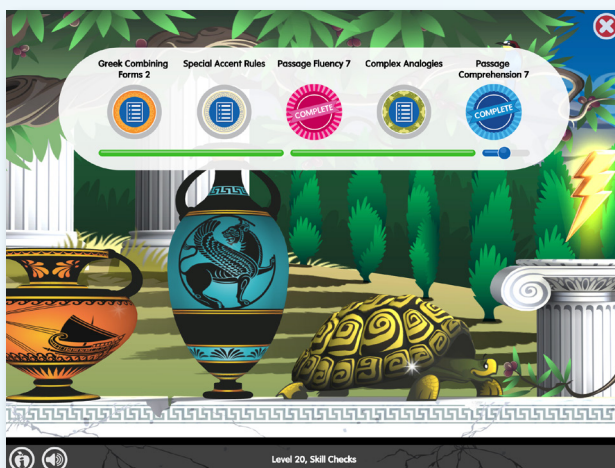 Greek Combining
Forms 2
Special Accent Rules
Passage Fluency 7
Complex Analogies
Passage
Comprehension 7
COMPLETE
COMPLETE
Level 20, Skill Checks